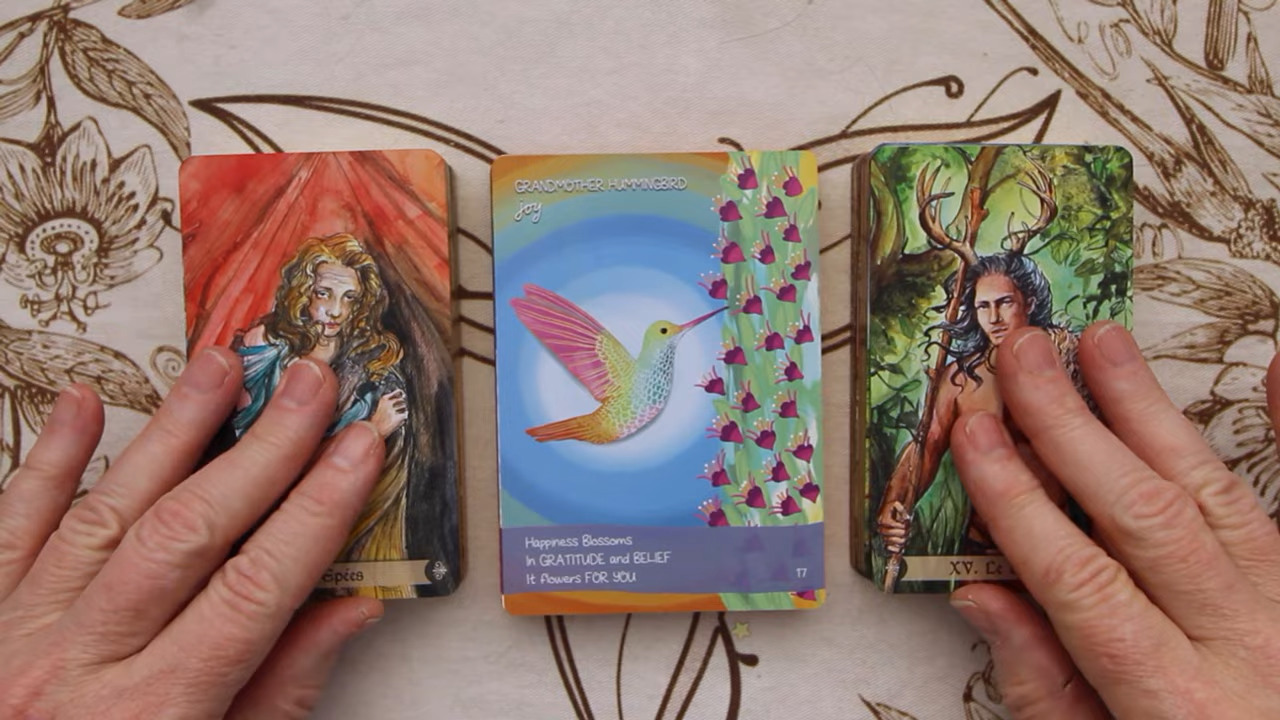 Epées
GRANDMOTHER HUMMINGBIRD
joy
Happiness Blossoms
In GRATITUDE and BELIEF
It flowers FOR YOU
17
XV. Le